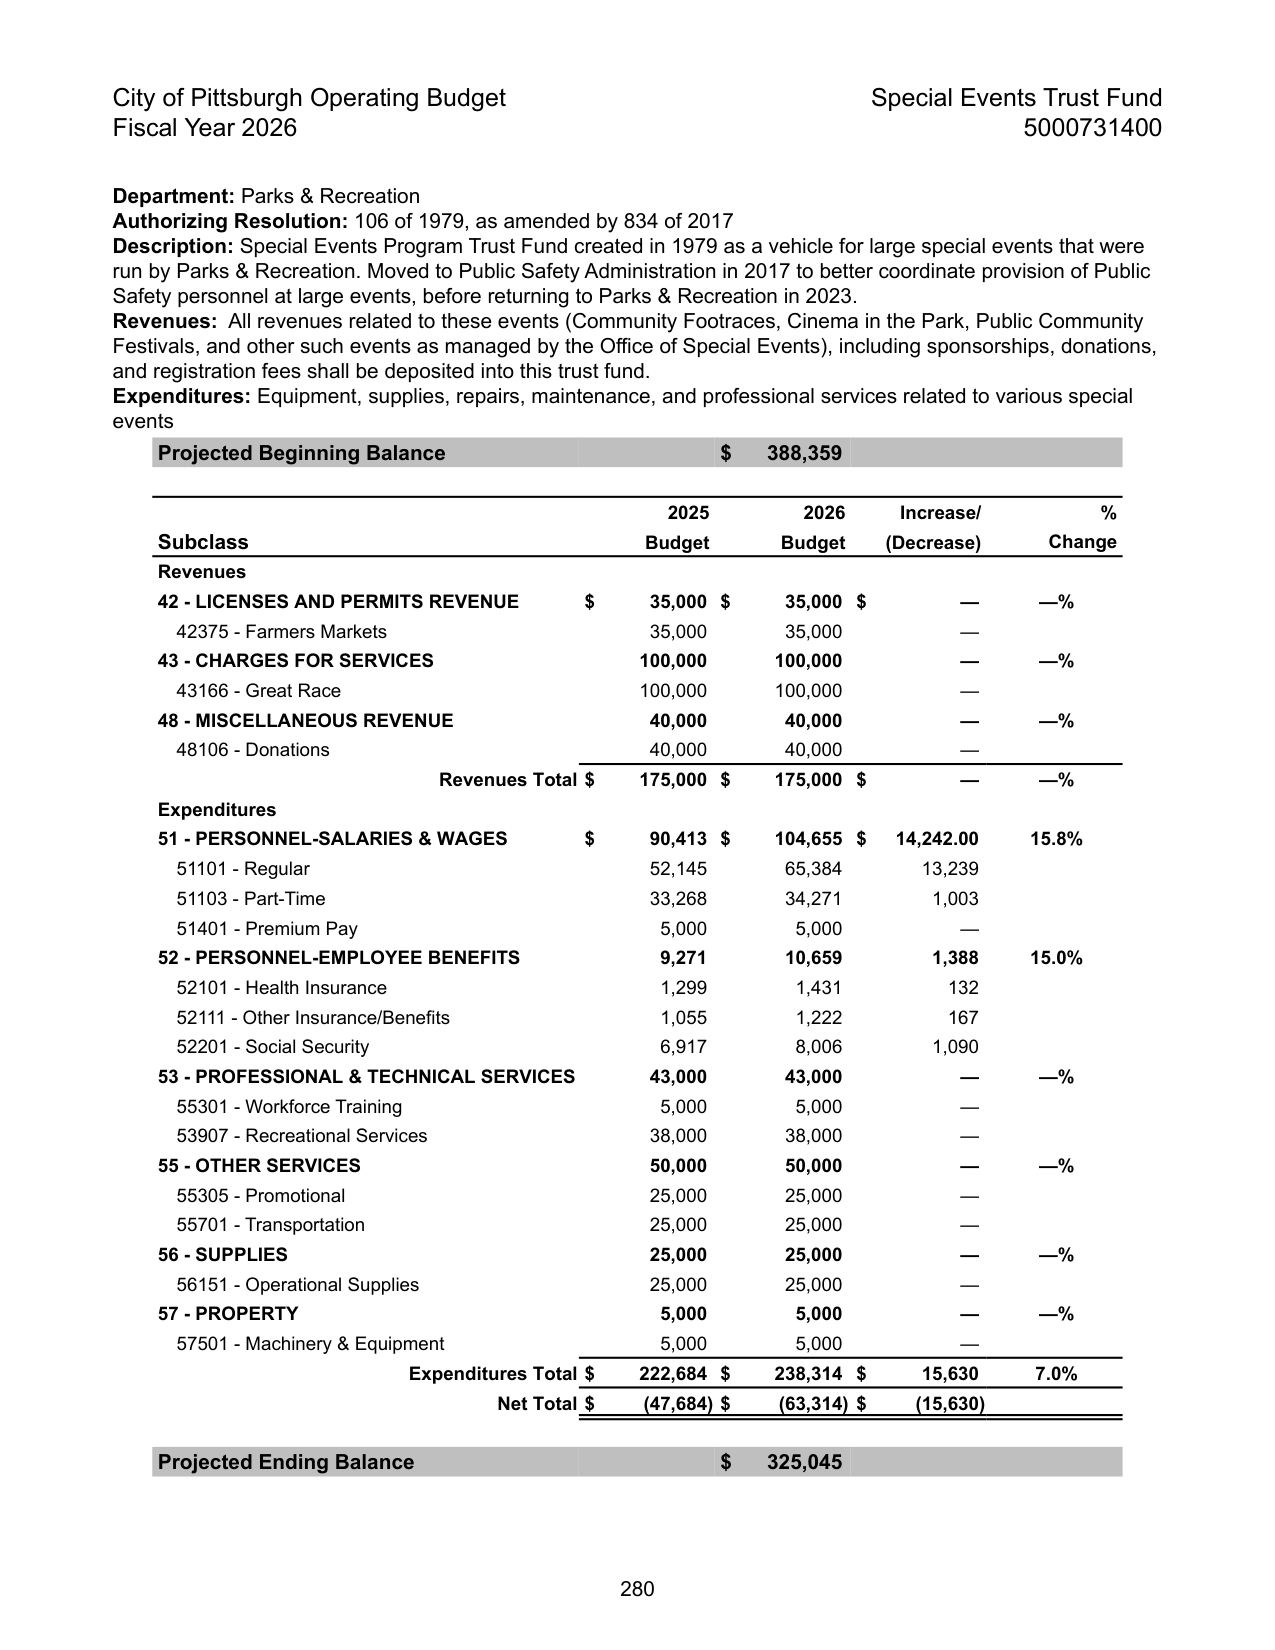 City of Pittsburgh Operating Budget Special Events Trust Fund
Fiscal Year 2026 5000731400
Department: Parks & Recreation
Authorizing Resolution: 106 of 1979, as amended by 834 of 2017
Description: Special Events Program Trust Fund created in 1979 as a vehicle for large special events that were
run by Parks & Recreation. Moved to Public Safety Administration in 2017 to better coordinate provision of Public
Safety personnel at large events, before returning to Parks & Recreation in 2023.
Revenues: All revenues related to these events (Community Footraces, Cinema in the Park, Public Community
Festivals, and other such events as managed by the Office of Special Events), including sponsorships, donations,
and registration fees shall be deposited into this trust fund.
Expenditures: Equipment, supplies, repairs, maintenance, and professional services related to various special
events
Projected Beginning Balance $ 388,359
2025 2026 Increase/ %
Subclass Budget Budget (Decrease) Change
Revenues
42 - LICENSES AND PERMITS REVENUE $ 35,000 $ 35,000 $ — —%
42375 - Farmers Markets 35,000 35,000 —
43 - CHARGES FOR SERVICES 100,000 100,000 — —%
43166 - Great Race 100,000 100,000 —
48 - MISCELLANEOUS REVENUE 40,000 40,000 — —%
48106 - Donations 40,000 40,000 —
Revenues Total $ 175,000 $ 175,000 $ — —%
Expenditures
51 - PERSONNEL-SALARIES & WAGES $ 90,413 $ 104,655 $ 14,242.00 15.8%
51101 - Regular 52,145 65,384 13,239
51103 - Part-Time 33,268 34,271 1,003
51401 - Premium Pay 5,000 5,000 —
52 - PERSONNEL-EMPLOYEE BENEFITS 9,271 10,659 1,388 15.0%
52101 - Health Insurance 1,299 1,431 132
52111 - Other Insurance/Benefits 1,055 1,222 167
52201 - Social Security 6,917 8,006 1,090
53 - PROFESSIONAL & TECHNICAL SERVICES 43,000 43,000 — —%
55301 - Workforce Training 5,000 5,000 —
53907 - Recreational Services 38,000 38,000 —
55 - OTHER SERVICES 50,000 50,000 — —%
55305 - Promotional 25,000 25,000 —
55701 - Transportation 25,000 25,000 —
56 - SUPPLIES 25,000 25,000 — —%
56151 - Operational Supplies 25,000 25,000 —
57 - PROPERTY 5,000 5,000 — —%
57501 - Machinery & Equipment 5,000 5,000 —
Expenditures Total $ 222,684 $ 238,314 $ 15,630 7.0%
Net Total $ (47,684) $ (63,314) $ (15,630)
Projected Ending Balance $ 325,045
280